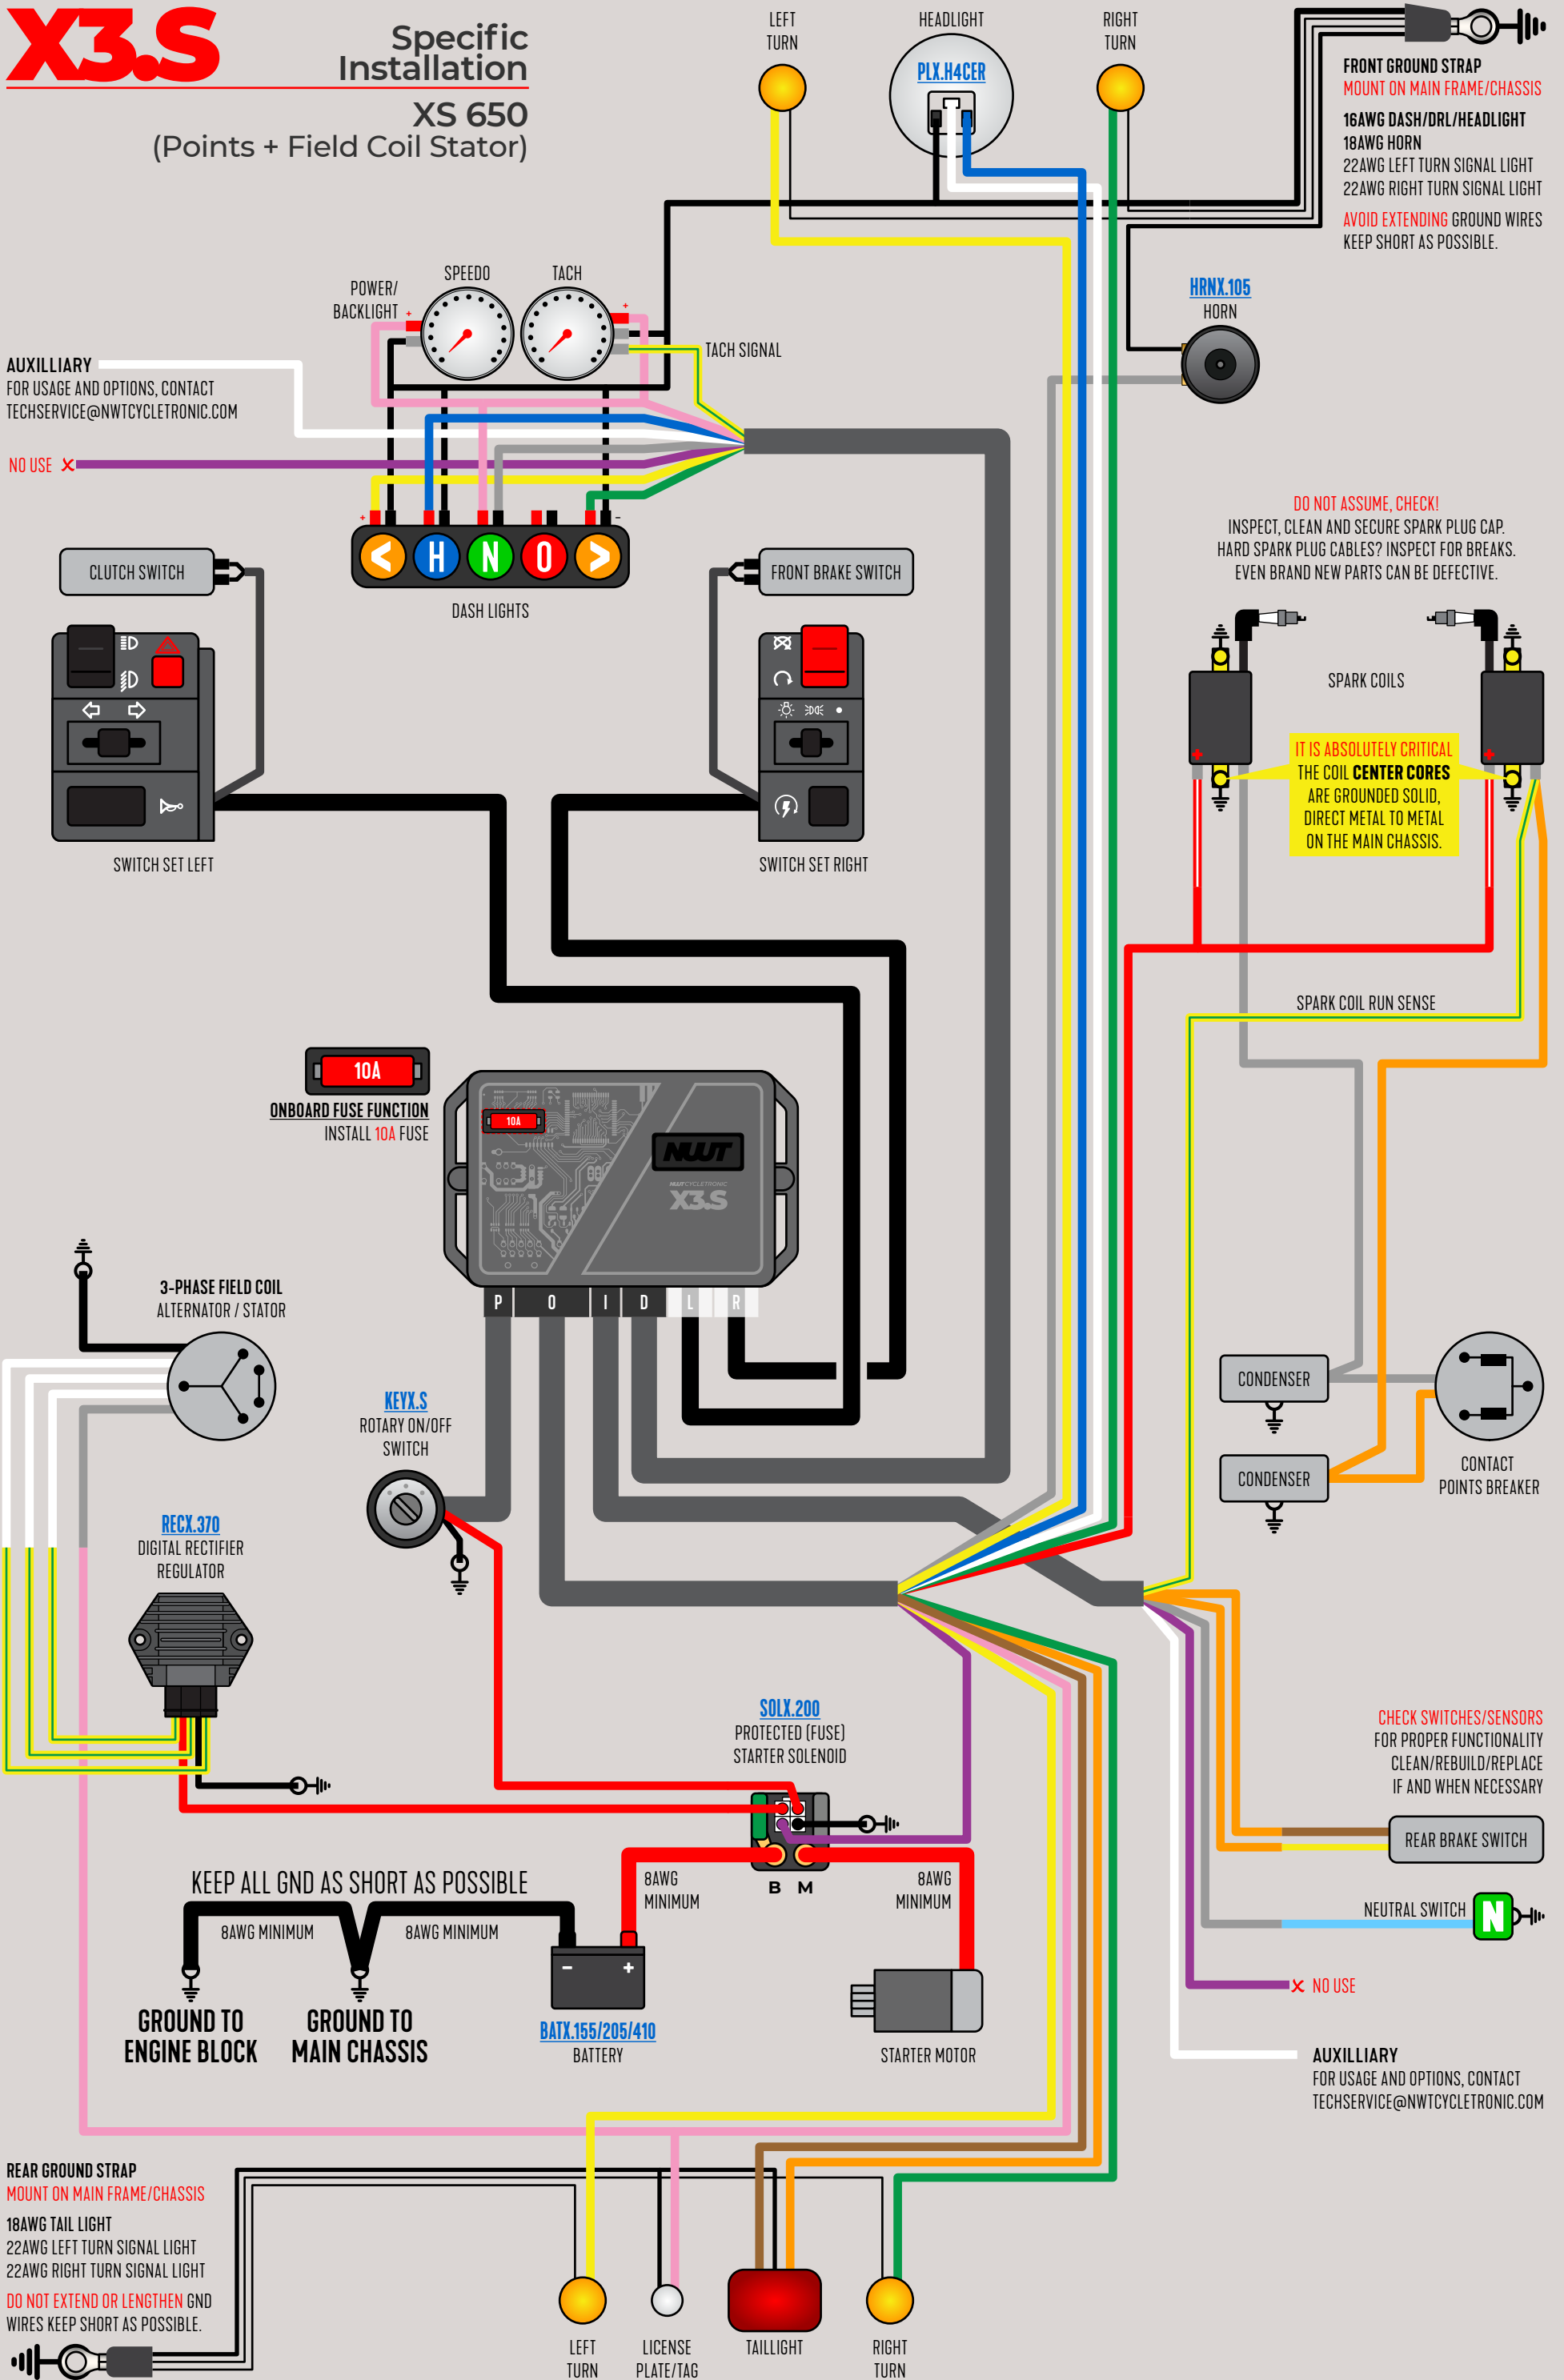 X3.S
Specific
Installation
XS 650
(Points + Field Coil Stator)
LEFT
TURN
HEADLIGHT
PLX.H4CER
RIGHT
TURN
FRONT GROUND STRAP
MOUNT ON MAIN FRAME/CHASSIS
16AWG DASH/DRL/HEADLIGHT
18AWG HORN
22AWG LEFT TURN SIGNAL LIGHT
22AWG RIGHT TURN SIGNAL LIGHT
AVOID EXTENDING GROUND WIRES
KEEP SHORT AS POSSIBLE.
SPEEDO
TACH
POWER/
BACKLIGHT
+
+
TACH SIGNAL
HRNX.105
HORN
AUXILLIARY
FOR USAGE AND OPTIONS, CONTACT
TECHSERVICE@NWTCYCLETRONIC.COM
NO USE X
+
-
< H N O >
DASH LIGHTS
CLUTCH SWITCH
FRONT BRAKE SWITCH
SWITCH SET LEFT
SWITCH SET RIGHT
DO NOT ASSUME, CHECK!
INSPECT, CLEAN AND SECURE SPARK PLUG CAP.
HARD SPARK PLUG CABLES? INSPECT FOR BREAKS.
EVEN BRAND NEW PARTS CAN BE DEFECTIVE.
SPARK COILS
+
+
IT IS ABSOLUTELY CRITICAL
THE COIL CENTER CORES
ARE GROUNDED SOLID,
DIRECT METAL TO METAL
ON THE MAIN CHASSIS.
SPARK COIL RUN SENSE
10A
ONBOARD FUSE FUNCTION
INSTALL 10A FUSE
10A
NWT
NWTCYCLETRONIC
X3.S
P O I D L R
3-PHASE FIELD COIL
ALTERNATOR / STATOR
KEYX.S
ROTARY ON/OFF
SWITCH
CONDENSER
CONDENSER
CONTACT
POINTS BREAKER
RECX.370
DIGITAL RECTIFIER
REGULATOR
SOLX.200
PROTECTED (FUSE)
STARTER SOLENOID
B M
CHECK SWITCHES/SENSORS
FOR PROPER FUNCTIONALITY
CLEAN/REBUILD/REPLACE
IF AND WHEN NECESSARY
REAR BRAKE SWITCH
NEUTRAL SWITCH
N
X NO USE
AUXILLIARY
FOR USAGE AND OPTIONS, CONTACT
TECHSERVICE@NWTCYCLETRONIC.COM
KEEP ALL GND AS SHORT AS POSSIBLE
8AWG MINIMUM
8AWG MINIMUM
8AWG
MINIMUM
8AWG
MINIMUM
- +
GROUND TO
ENGINE BLOCK
GROUND TO
MAIN CHASSIS
BATX.155/205/410
BATTERY
STARTER MOTOR
REAR GROUND STRAP
MOUNT ON MAIN FRAME/CHASSIS
18AWG TAIL LIGHT
22AWG LEFT TURN SIGNAL LIGHT
22AWG RIGHT TURN SIGNAL LIGHT
DO NOT EXTEND OR LENGTHEN GND
WIRES KEEP SHORT AS POSSIBLE.
LEFT
TURN
LICENSE
PLATE/TAG
TAILLIGHT
RIGHT
TURN